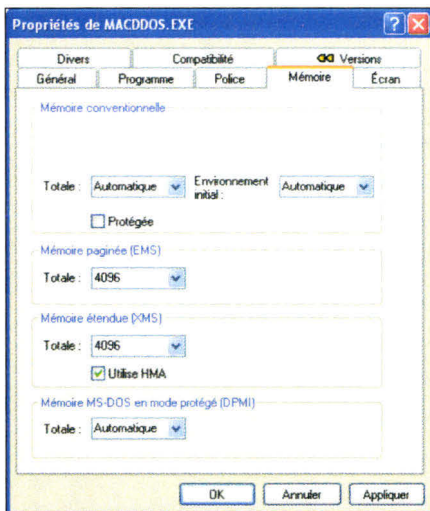 Propriétés de MACDDOS.EXE
Divers Compatibilité Versions
Général Programme Police Mémoire Écran
Mémoire conventionnelle
Totale : Automatique Environnement initial : Automatique
Protégée
Mémoire paginée (EMS)
Totale : 4096
Mémoire étendue (XMS)
Totale : 4096
Utilise HMA
Mémoire MS-DOS en mode protégé (DPMI)
Totale : Automatique
OK Annuler Appliquer